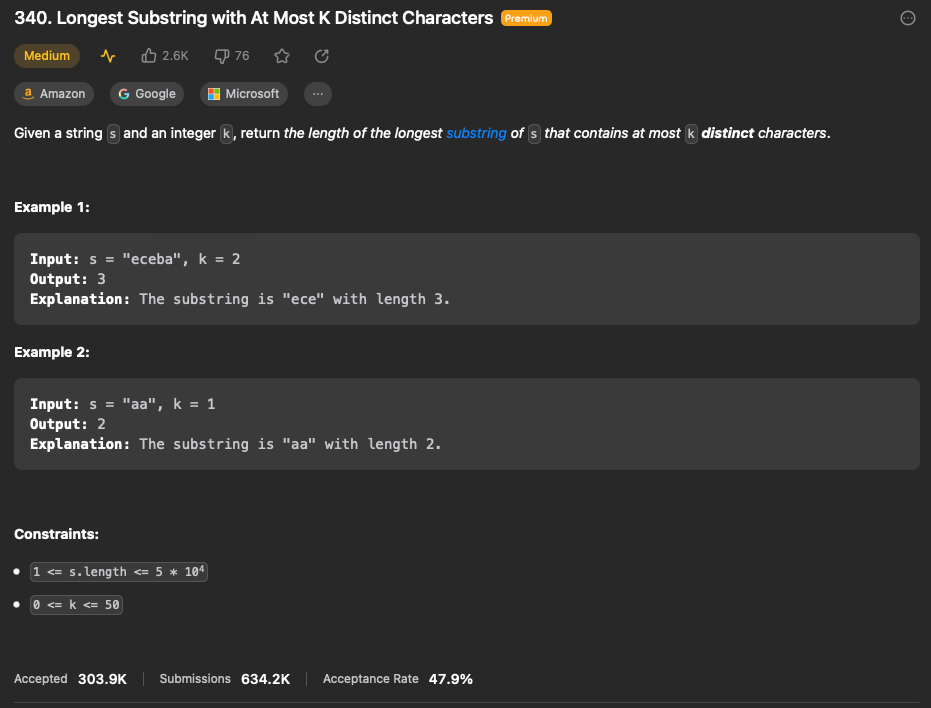 340. Longest Substring with At Most K Distinct Characters Premium
Medium 2.6K 76
Amazon Google Microsoft ...
Given a string s and an integer k, return the length of the longest substring of s that contains at most k distinct characters.
Example 1:
Input: s = "eceba", k = 2
Output: 3
Explanation: The substring is "ece" with length 3.
Example 2:
Input: s = "aa", k = 1
Output: 2
Explanation: The substring is "aa" with length 2.
Constraints:
1 <= s.length <= 5 * 10⁴
0 <= k <= 50
Accepted 303.9K Submissions 634.2K Acceptance Rate 47.9%